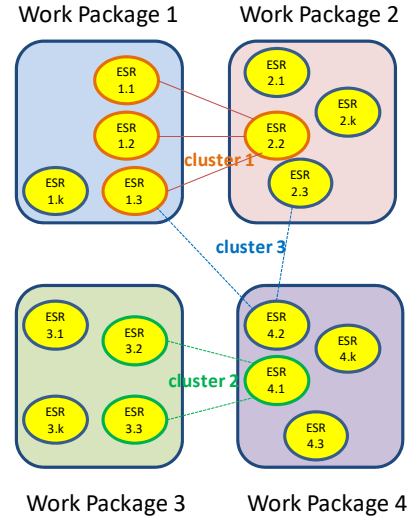 Work Package 1
Work Package 2
ESR
1.1
ESR
1.2
ESR
1.k
ESR
1.3
ESR
2.1
ESR
2.k
ESR
2.2
ESR
2.3
cluster 1
cluster 3
ESR
3.1
ESR
3.2
ESR
3.k
ESR
3.3
cluster 2
ESR
4.2
ESR
4.k
ESR
4.1
ESR
4.3
Work Package 3
Work Package 4